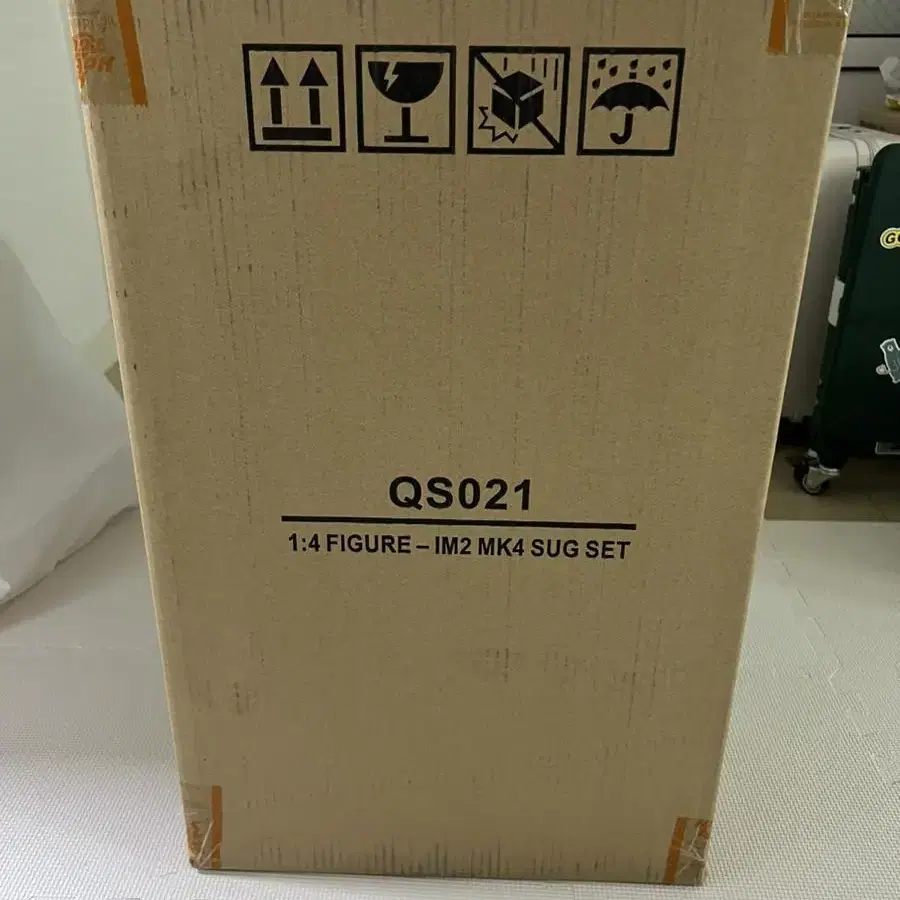 QS021
1:4 FIGURE – IM2 MK4 SUG SET